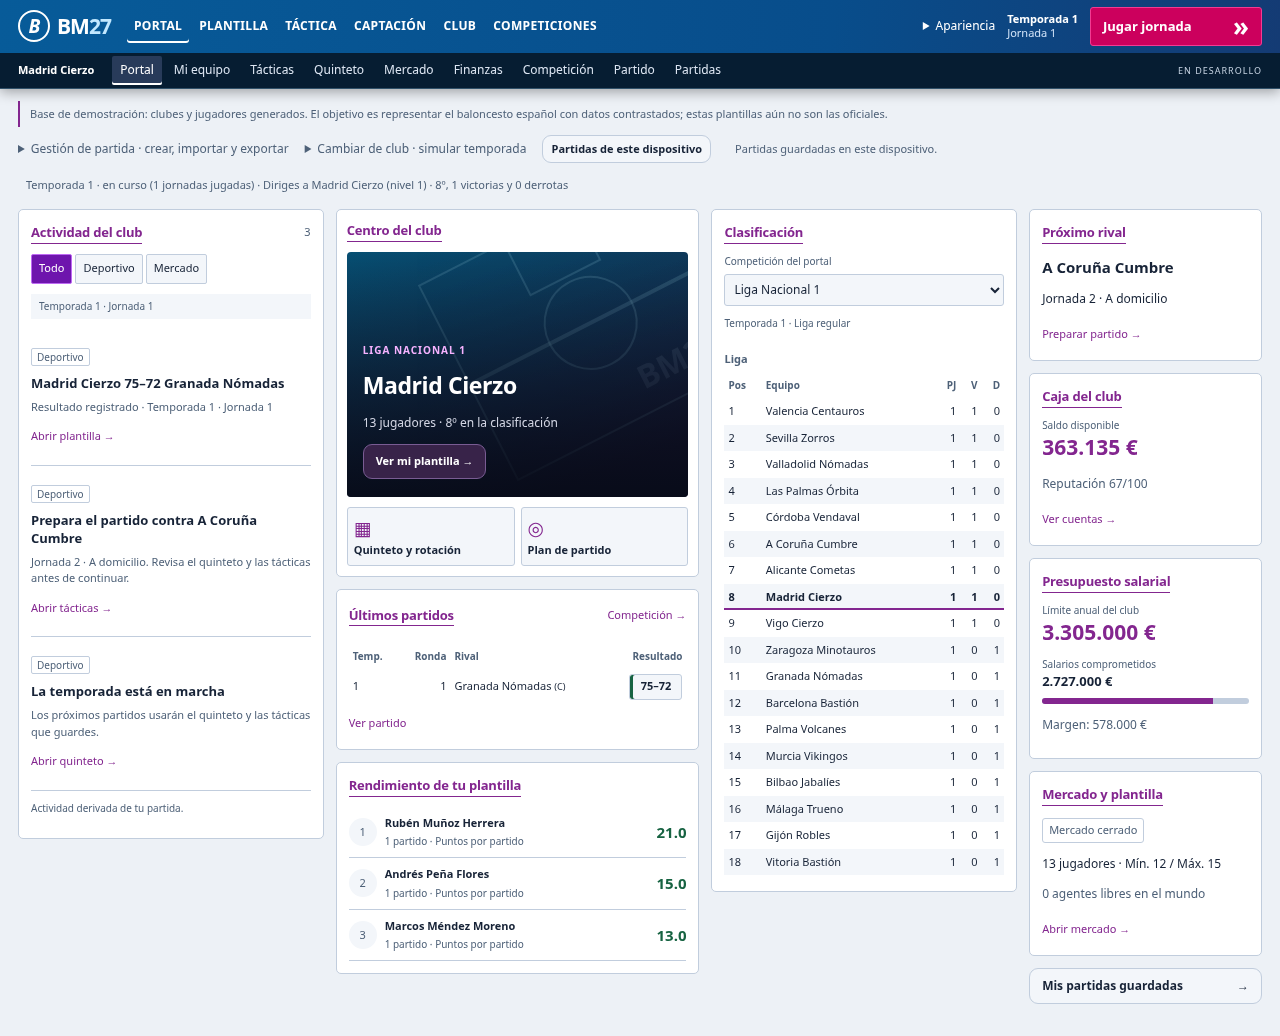 B BM27
PORTAL PLANTILLA TÁCTICA CAPTACIÓN CLUB COMPETICIONES
Apariencia
Temporada 1
Jornada 1
Jugar jornada »
Madrid Cierzo
Portal Mi equipo Tácticas Quinteto Mercado Finanzas Competición Partido Partidas
EN DESARROLLO
Base de demostración: clubes y jugadores generados. El objetivo es representar el baloncesto español con datos contrastados; estas plantillas aún no son las oficiales.
Gestión de partida · crear, importar y exportar
Cambiar de club · simular temporada
Partidas de este dispositivo
Partidas guardadas en este dispositivo.
Temporada 1 · en curso (1 jornadas jugadas) · Diriges a Madrid Cierzo (nivel 1) · 8º, 1 victorias y 0 derrotas
Actividad del club 3
Todo Deportivo Mercado
Temporada 1 · Jornada 1
Deportivo
Madrid Cierzo 75–72 Granada Nómadas
Resultado registrado · Temporada 1 · Jornada 1
Abrir plantilla →
Deportivo
Prepara el partido contra A Coruña
Cumbre
Jornada 2 · A domicilio. Revisa el quinteto y las tácticas
antes de continuar.
Abrir tácticas →
Deportivo
La temporada está en marcha
Los próximos partidos usarán el quinteto y las tácticas
que guardes.
Abrir quinteto →
Actividad derivada de tu partida.
Centro del club
LIGA NACIONAL 1
Madrid Cierzo
13 jugadores · 8º en la clasificación
Ver mi plantilla →
Quinteto y rotación
Plan de partido
Últimos partidos Competición →
Temp. Ronda Rival Resultado
1 1 Granada Nómadas (C) 75–72
Ver partido
Rendimiento de tu plantilla
1 Rubén Muñoz Herrera 21.0
1 partido · Puntos por partido
2 Andrés Peña Flores 15.0
1 partido · Puntos por partido
3 Marcos Méndez Moreno 13.0
1 partido · Puntos por partido
Clasificación
Competición del portal
Liga Nacional 1
Temporada 1 · Liga regular
Liga
Pos Equipo PJ V D
1 Valencia Centauros 1 1 0
2 Sevilla Zorros 1 1 0
3 Valladolid Nómadas 1 1 0
4 Las Palmas Órbita 1 1 0
5 Córdoba Vendaval 1 1 0
6 A Coruña Cumbre 1 1 0
7 Alicante Cometas 1 1 0
8 Madrid Cierzo 1 1 0
9 Vigo Cierzo 1 1 0
10 Zaragoza Minotauros 1 0 1
11 Granada Nómadas 1 0 1
12 Barcelona Bastión 1 0 1
13 Palma Volcanes 1 0 1
14 Murcia Vikingos 1 0 1
15 Bilbao Jabalíes 1 0 1
16 Málaga Trueno 1 0 1
17 Gijón Robles 1 0 1
18 Vitoria Bastión 1 0 1
Próximo rival
A Coruña Cumbre
Jornada 2 · A domicilio
Preparar partido →
Caja del club
Saldo disponible
363.135 €
Reputación 67/100
Ver cuentas →
Presupuesto salarial
Límite anual del club
3.305.000 €
Salarios comprometidos
2.727.000 €
Margen: 578.000 €
Mercado y plantilla
Mercado cerrado
13 jugadores · Mín. 12 / Máx. 15
0 agentes libres en el mundo
Abrir mercado →
Mis partidas guardadas →